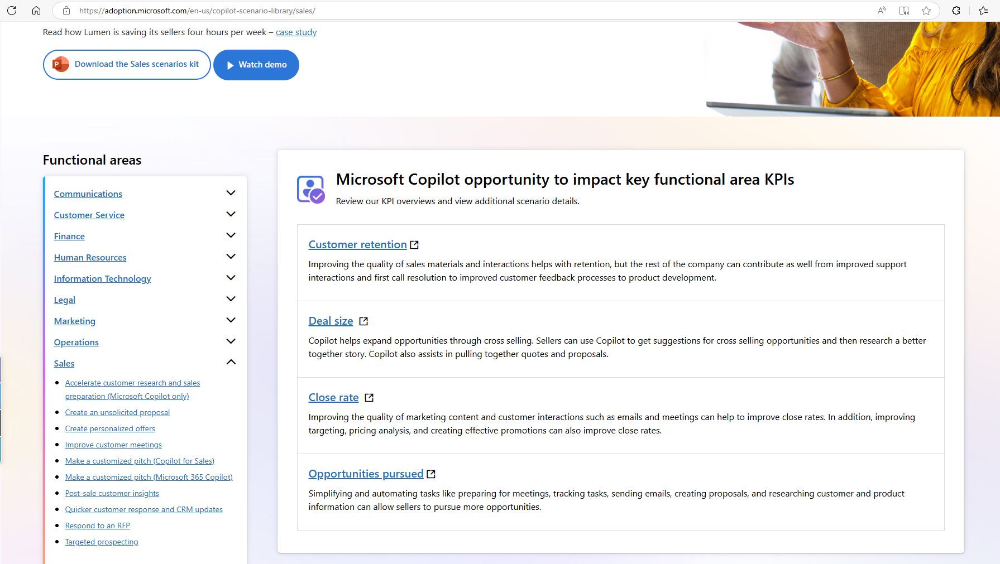 https://adoption.microsoft.com/en-us/copilot-scenario-library/sales/
Read how Lumen is saving its sellers four hours per week – case study
Download the Sales scenarios kit
Watch demo
Functional areas
Communications
Customer Service
Finance
Human Resources
Information Technology
Legal
Marketing
Operations
Sales
Accelerate customer research and sales
preparation (Microsoft Copilot only)
Create an unsolicited proposal
Create personalized offers
Improve customer meetings
Make a customized pitch (Copilot for Sales)
Make a customized pitch (Microsoft 365 Copilot)
Post-sale customer insights
Quicker customer response and CRM updates
Respond to an RFP
Targeted prospecting
Microsoft Copilot opportunity to impact key functional area KPIs
Review our KPI overviews and view additional scenario details.
Customer retention
Improving the quality of sales materials and interactions helps with retention, but the rest of the company can contribute as well from improved support
interactions and first call resolution to improved customer feedback processes to product development.
Deal size
Copilot helps expand opportunities through cross selling. Sellers can use Copilot to get suggestions for cross selling opportunities and then research a better
together story. Copilot also assists in pulling together quotes and proposals.
Close rate
Improving the quality of marketing content and customer interactions such as emails and meetings can help to improve close rates. In addition, improving
targeting, pricing analysis, and creating effective promotions can also improve close rates.
Opportunities pursued
Simplifying and automating tasks like preparing for meetings, tracking tasks, sending emails, creating proposals, and researching customer and product
information can allow sellers to pursue more opportunities.